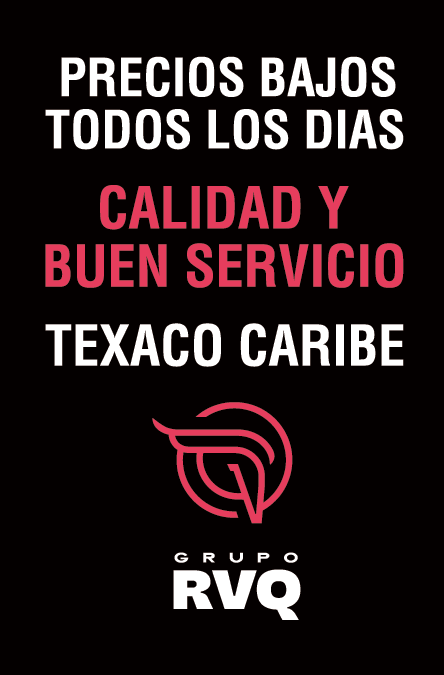 PRECIOS BAJOS
TODOS LOS DIAS
CALIDAD Y
BUEN SERVICIO
TEXACO CARIBE
GRUPO
RVQ